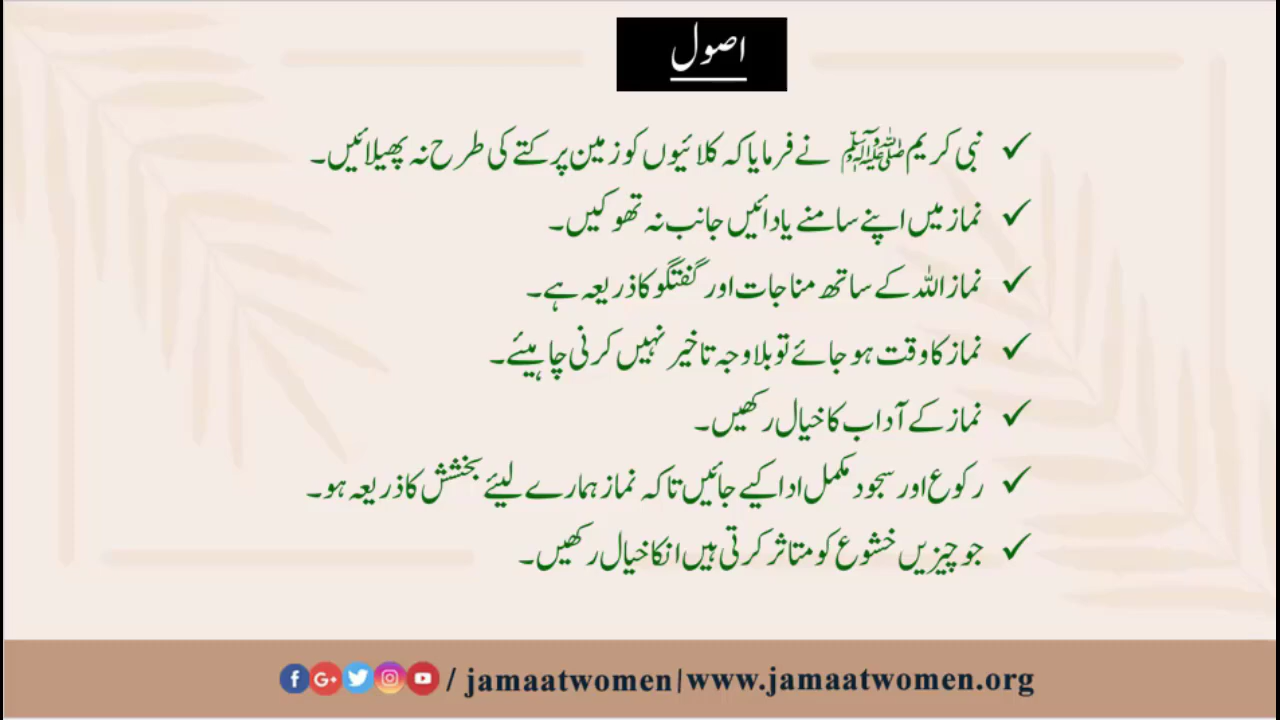 اصول
✓ نبی کریم ﷺ نے فرمایا کہ کلائیوں کو زمین پر کتے کی طرح نہ پھیلائیں۔
✓ نماز میں اپنے سامنے یا دائیں جانب نہ تھوکیں۔
✓ نماز اللہ کے ساتھ مناجات اور گفتگو کا ذریعہ ہے۔
✓ نماز کا وقت ہو جائے تو بلا وجہ تاخیر نہیں کرنی چاہیئے۔
✓ نماز کے آداب کا خیال رکھیں۔
✓ رکوع اور سجود مکمل ادا کیے جائیں تاکہ نماز ہمارے لیئے بخشش کا ذریعہ ہو۔
✓ جو چیزیں خشوع کو متاثر کرتی ہیں انکا خیال رکھیں۔
/ jamaatwomen|www.jamaatwomen.org